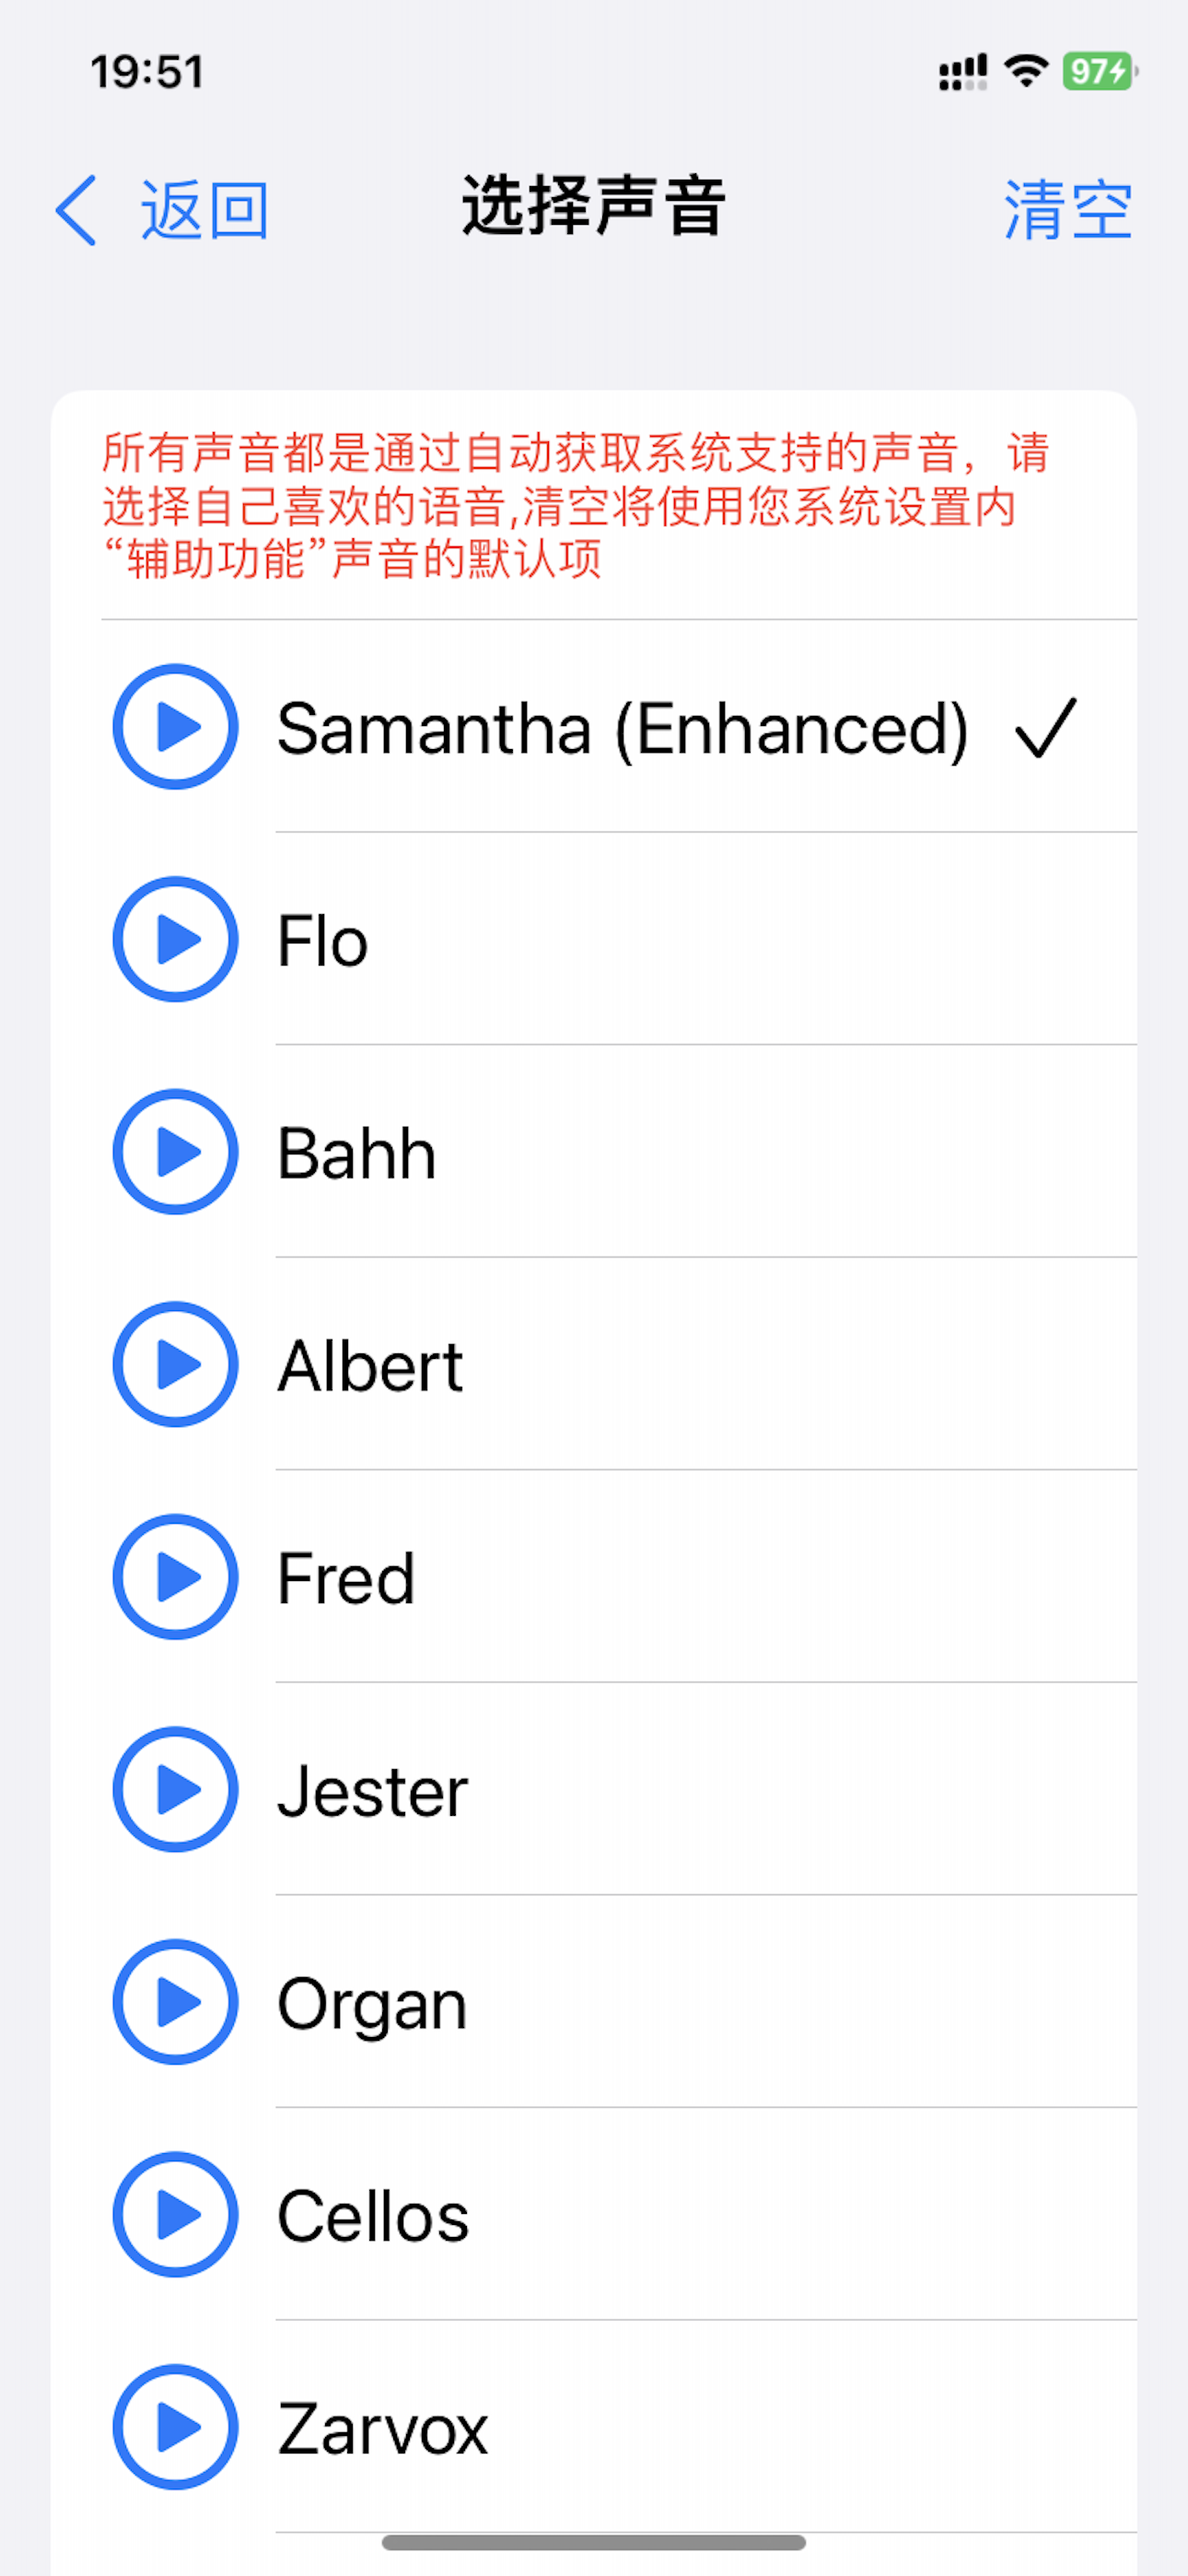 19:51
97
返回
选择声音
清空
所有声音都是通过自动获取系统支持的声音，请
选择自己喜欢的语音,清空将使用您系统设置内
“辅助功能”声音的默认项
Samantha (Enhanced)
Flo
Bahh
Albert
Fred
Jester
Organ
Cellos
Zarvox